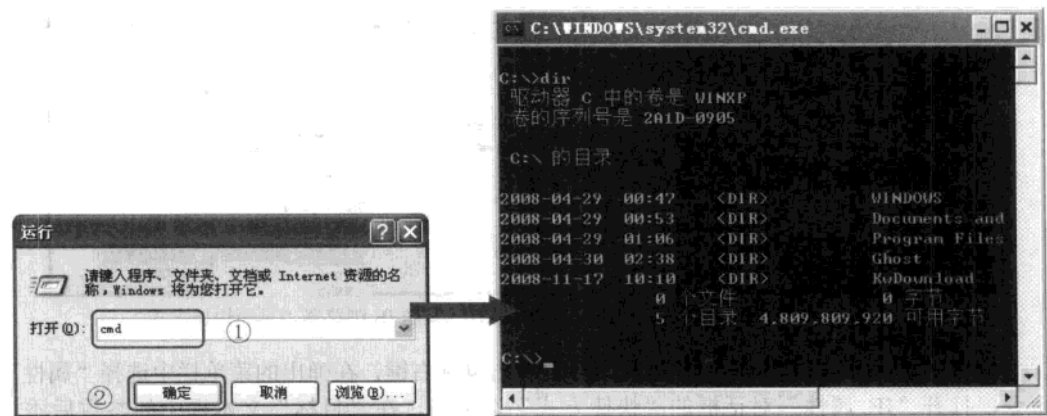 运行
请键入程序、文件夹、文档或 Internet 资源的名
称，Windows 将为您打开它。
打开(O):
cmd
①
②
确定
取消
浏览(B)...
C:\WINDOWS\system32\cmd.exe
C:\>dir
驱动器 C 中的卷是 WINXP
卷的序列号是 2A1D-0905
C:\ 的目录
2008-04-29 00:47 <DIR> WINDOWS
2008-04-29 00:53 <DIR> Documents and
2008-04-29 01:06 <DIR> Program Files
2008-04-30 02:38 <DIR> Ghost
2008-11-17 10:10 <DIR> KwDownload
0 个文件 0 字节
5 个目录 4,809,809,920 可用字节
C:\>_